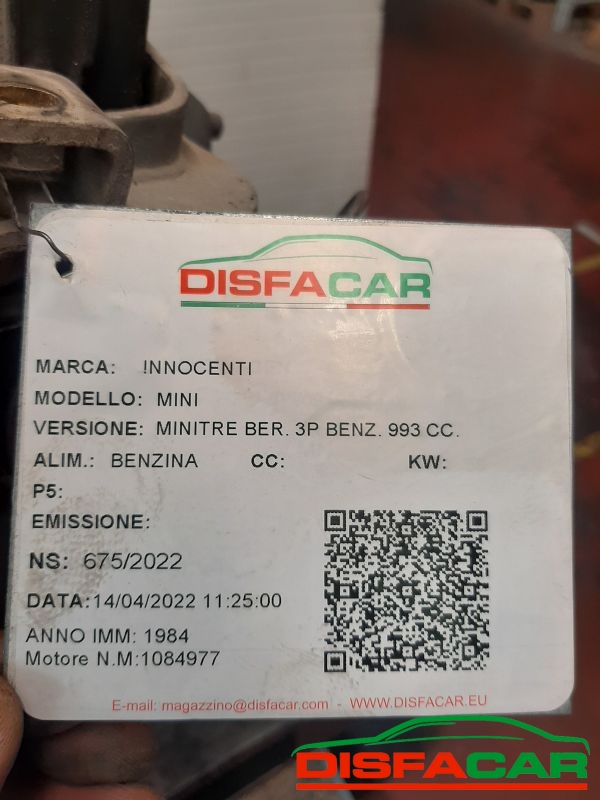 DISFACAR
MARCA: INNOCENTI
MODELLO: MINI
VERSIONE: MINITRE BER. 3P BENZ. 993 CC.
ALIM.: BENZINA CC: KW:
P5:
EMISSIONE:
NS: 675/2022
DATA:14/04/2022 11:25:00
ANNO IMM: 1984
Motore N.M:1084977
E-mail: magazzino@disfacar.com - WWW.DISFACAR.EU
DISFACAR